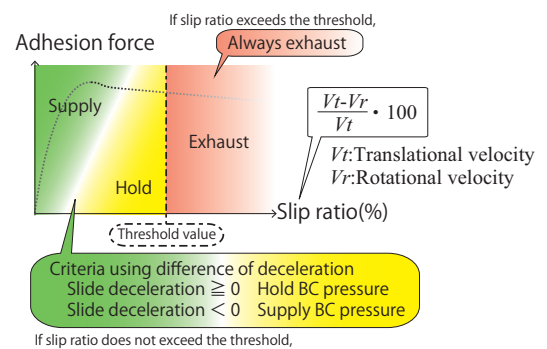 If slip ratio exceeds the threshold,
Adhesion force
Always exhaust
Supply
Exhaust
Hold
Vt-Vr
Vt
• 100
Vt:Translational velocity
Vr:Rotational velocity
Slip ratio(%)
Threshold value
Criteria using difference of deceleration
Slide deceleration ≧ 0 Hold BC pressure
Slide deceleration < 0 Supply BC pressure
If slip ratio does not exceed the threshold,